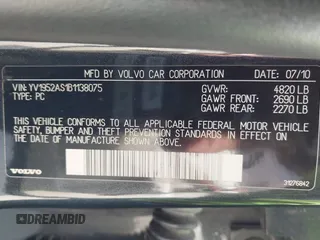 MFD BY VOLVO CAR CORPORATION DATE: 07/10
VIN: YV1952AS1B1138075 GVWR: 4820 LB
TYPE: PC GAWR FRONT: 2690 LB
GAWR REAR: 2270 LB
THIS VEHICLE CONFORMS TO ALL APPLICABLE FEDERAL MOTOR VEHICLE
SAFETY, BUMPER AND THEFT PREVENTION STANDARDS IN EFFECT ON
THE DATE OF MANUFACTURE SHOWN ABOVE.
VOLVO 31276842
DREAMBID